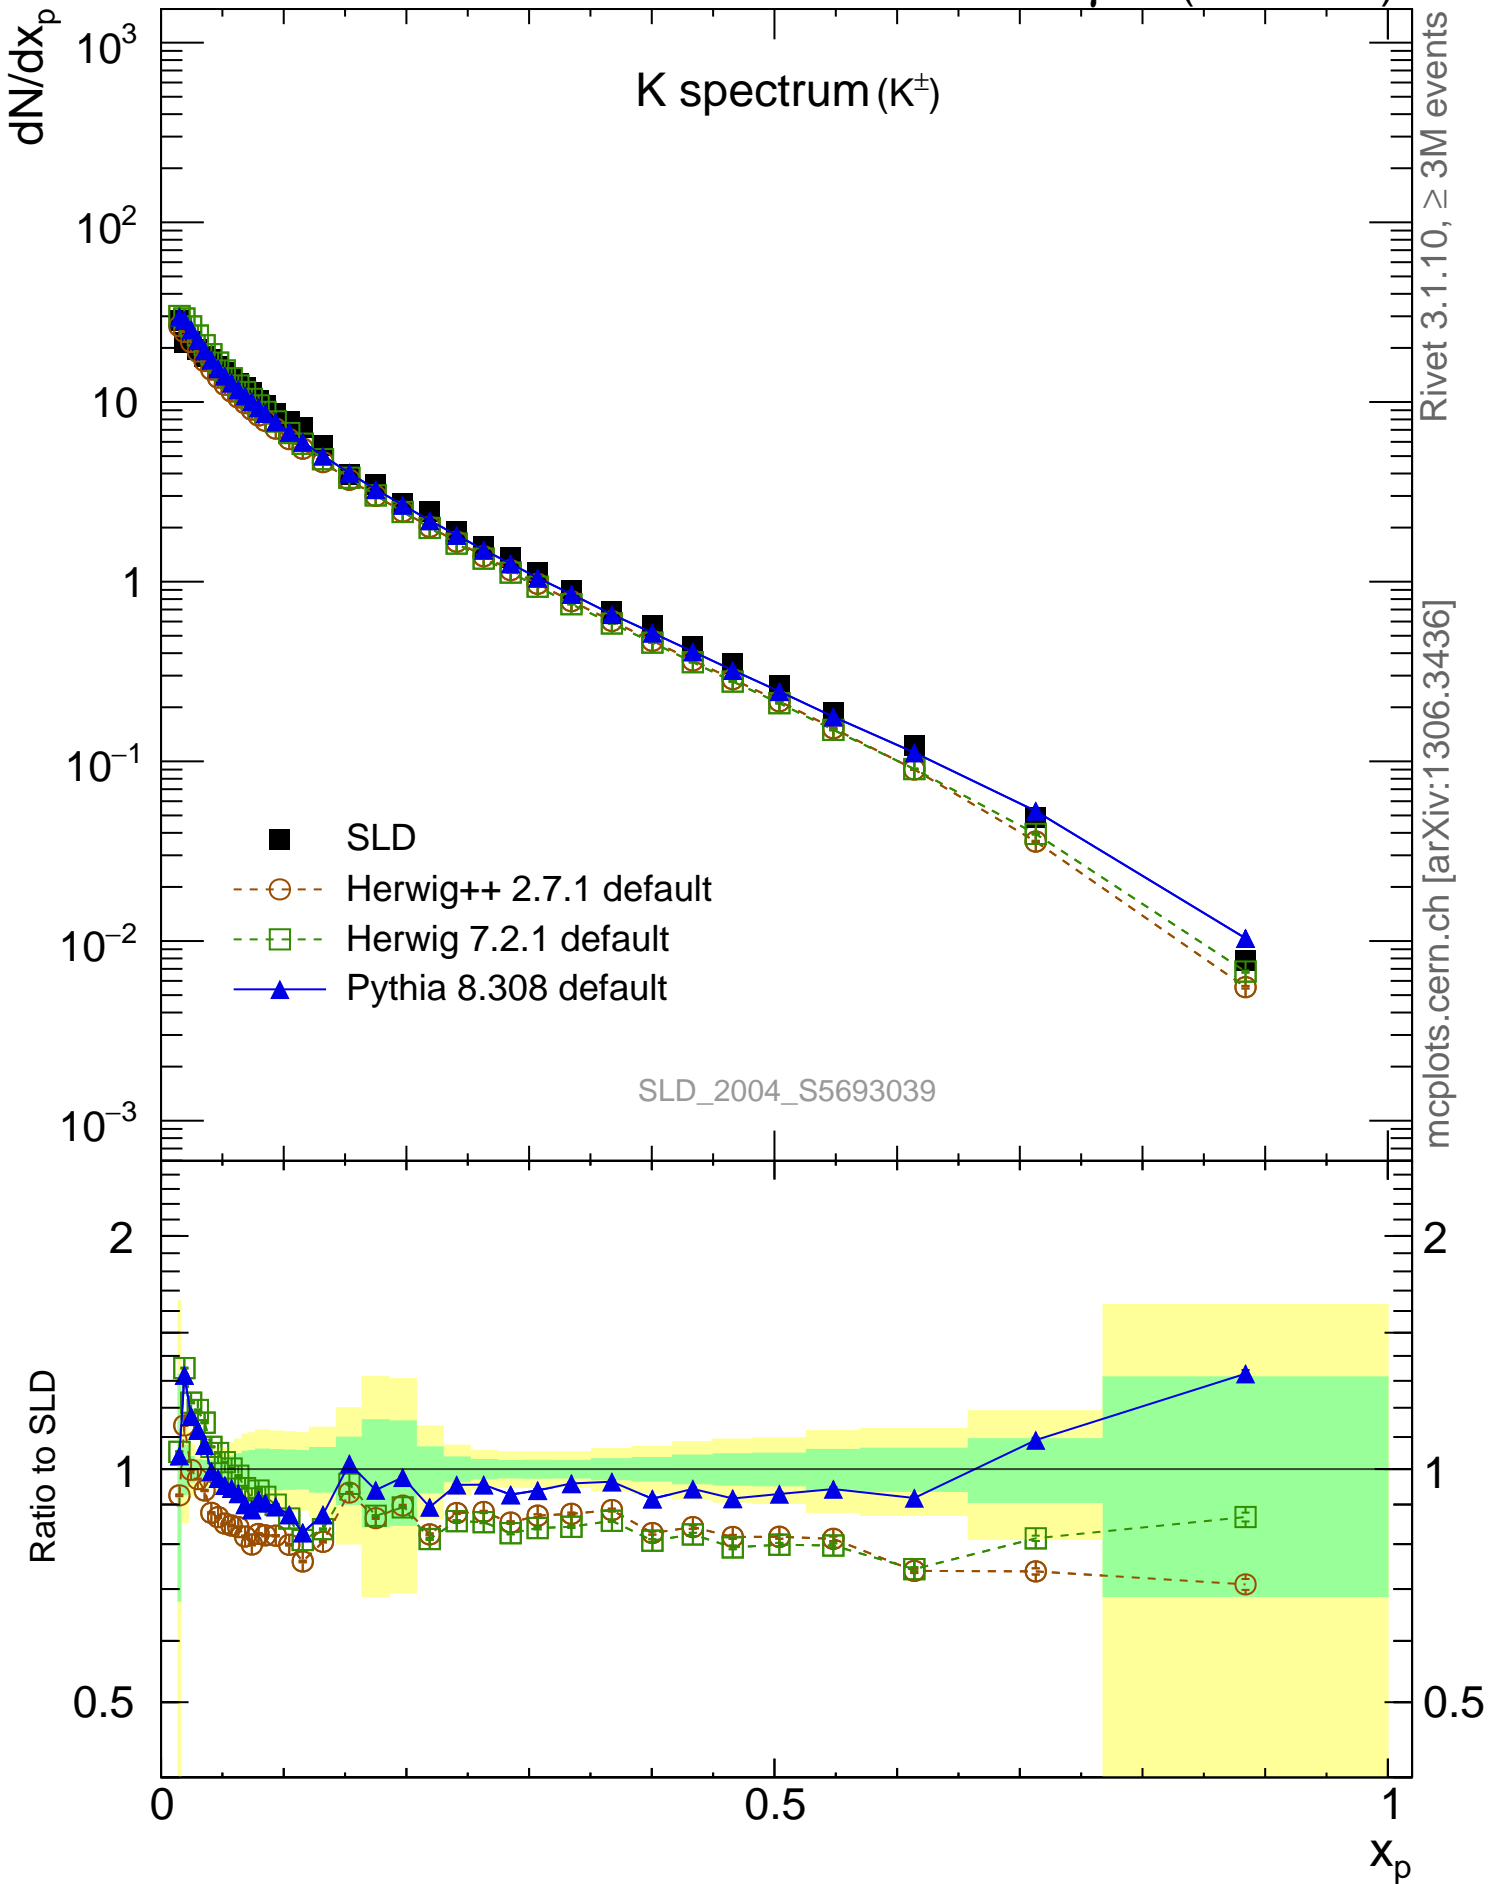 dN/dx_p
K spectrum (K^±)
10^3
10^2
10
1
10^−1
10^−2
10^−3
SLD
Herwig++ 2.7.1 default
Herwig 7.2.1 default
Pythia 8.308 default
SLD_2004_S5693039
Rivet 3.1.10, ≥ 3M events
mcplots.cern.ch [arXiv:1306.3436]
Ratio to SLD
2
1
0.5
2
1
0.5
0
0.5
1
x_p